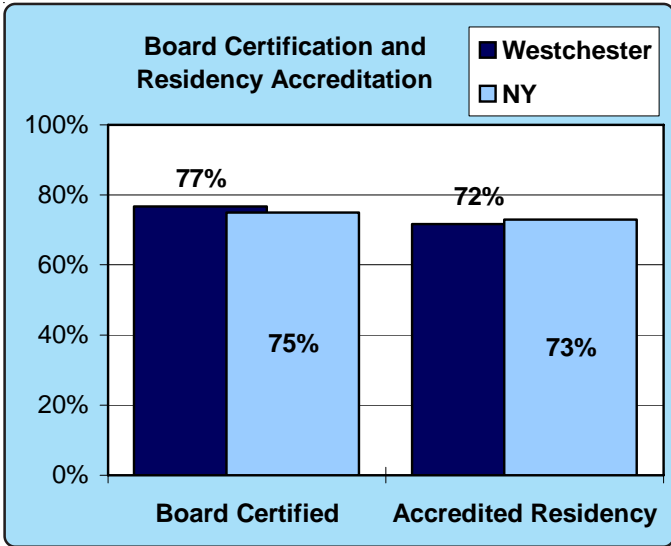 Board Certification and
Residency Accreditation
Westchester
NY
100%
80%
60%
40%
20%
0%
77%
75%
72%
73%
Board Certified
Accredited Residency